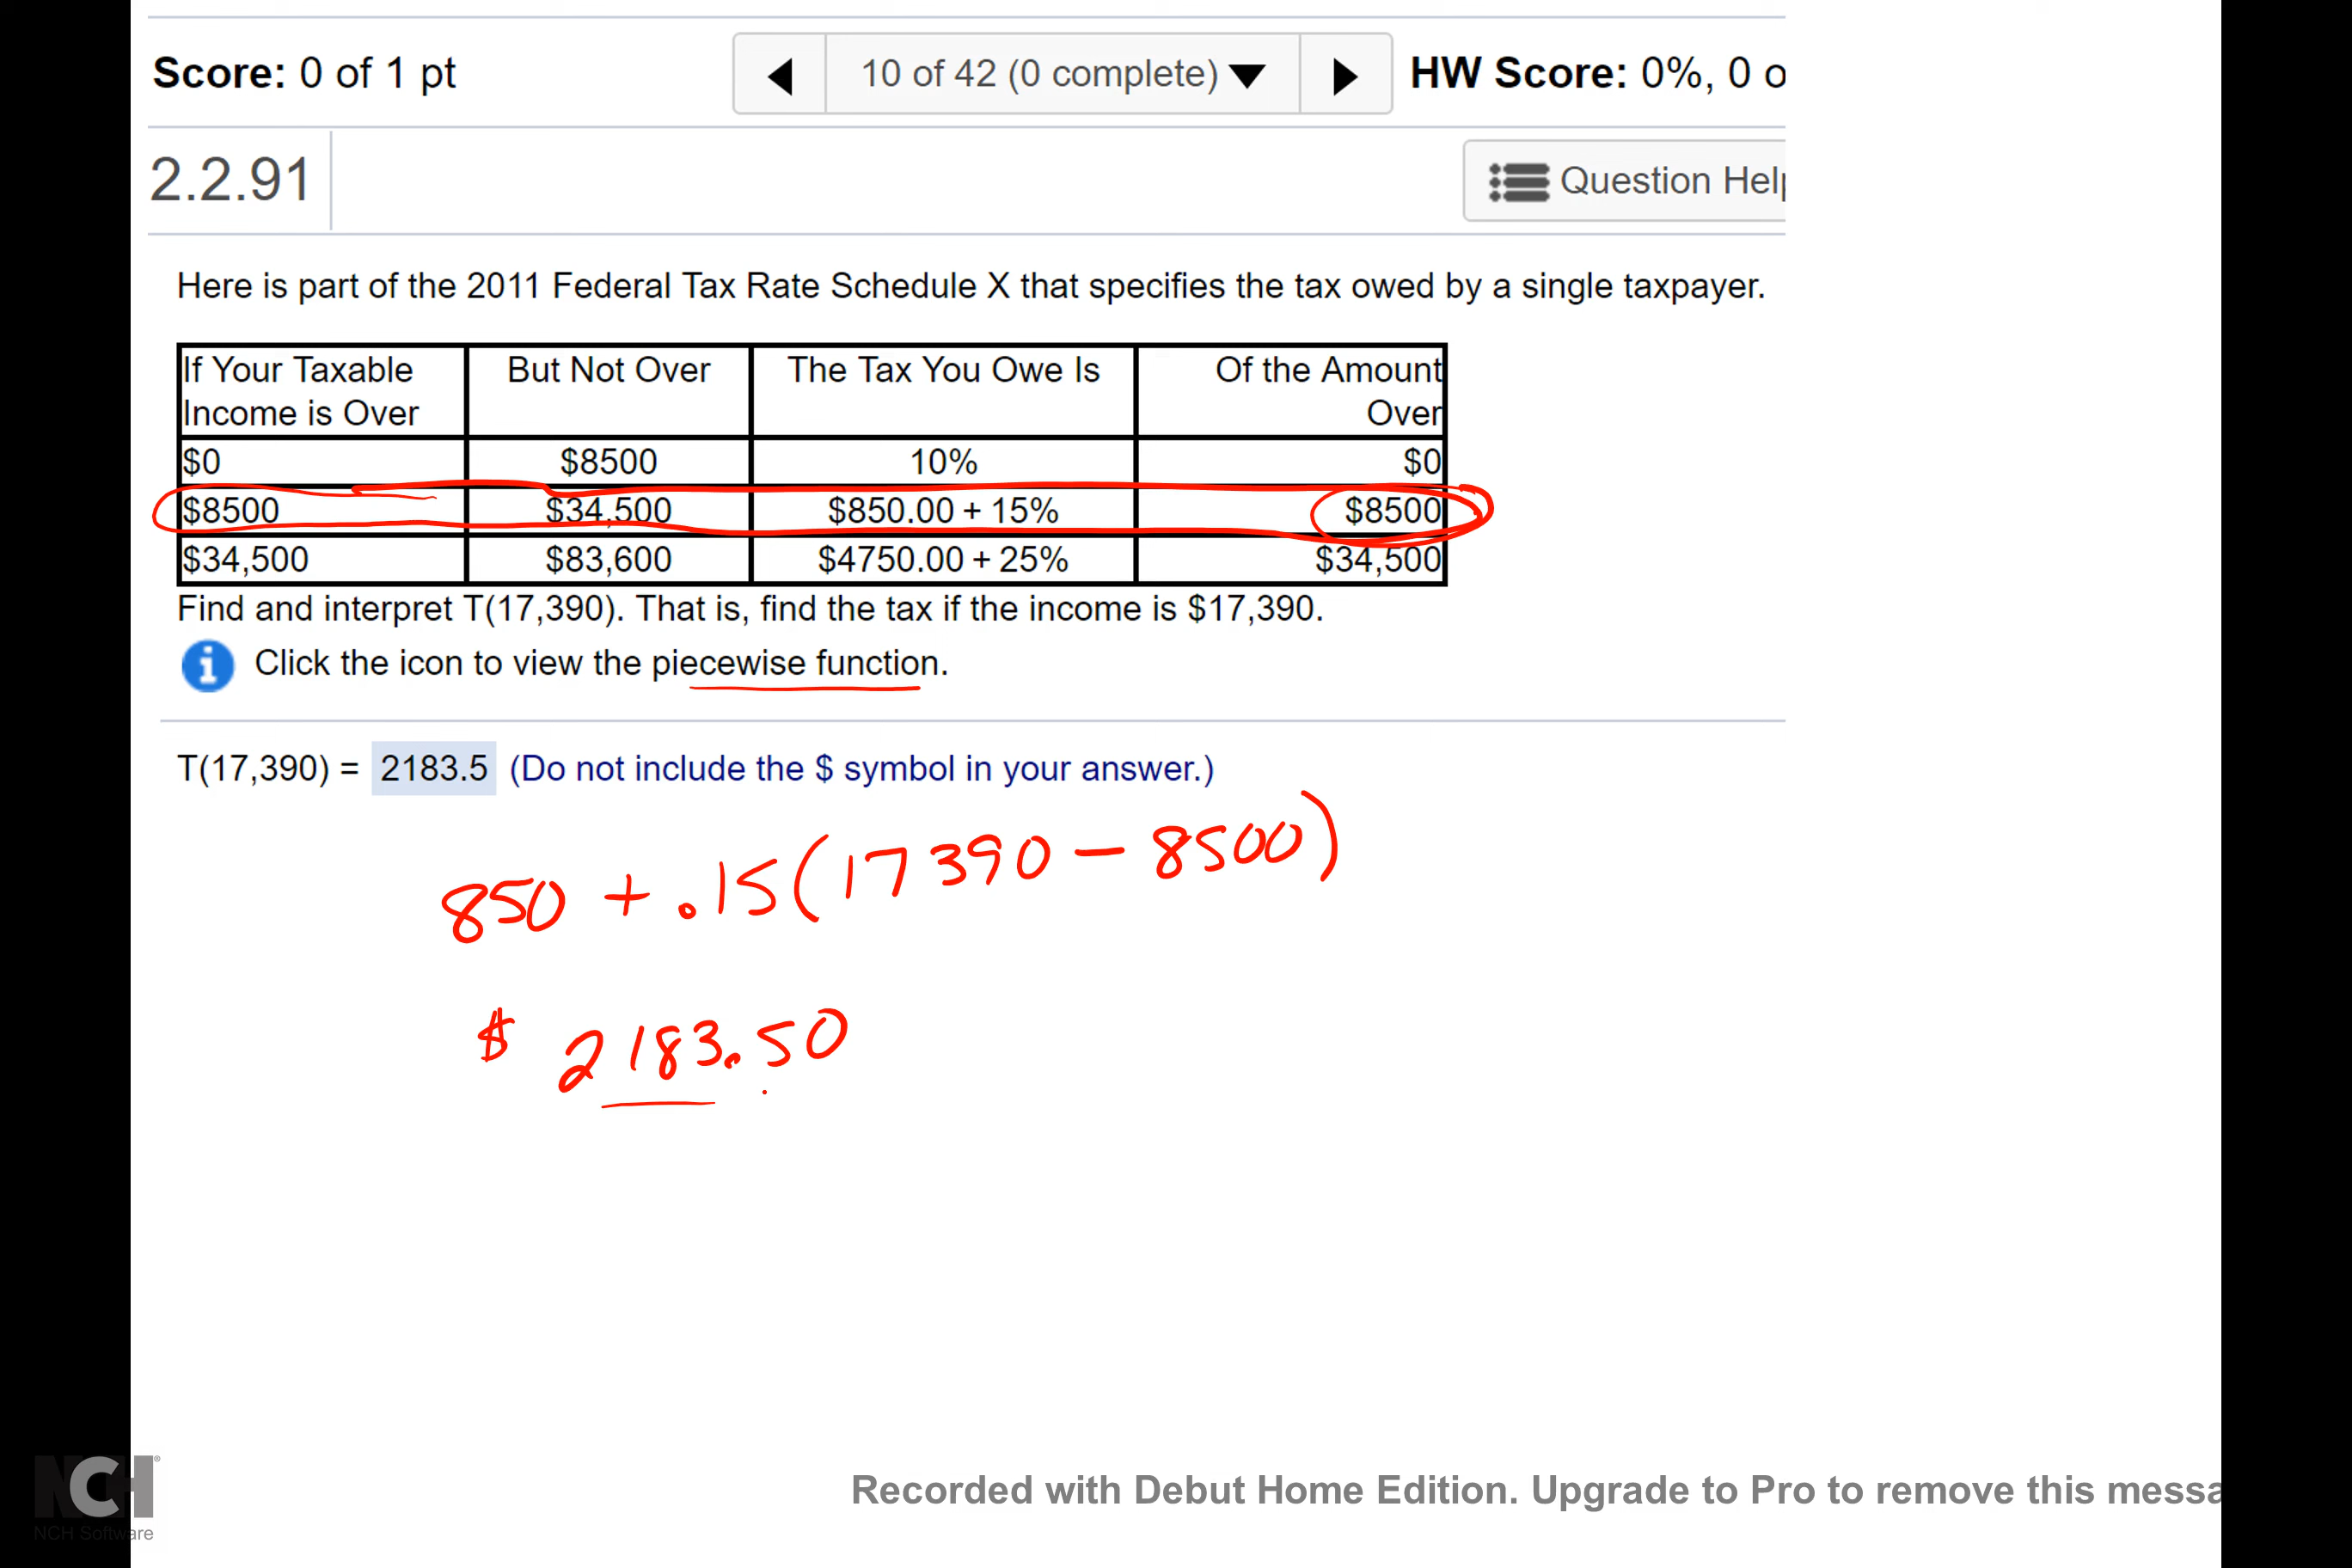 Score: 0 of 1 pt
10 of 42 (0 complete)
HW Score: 0%, 0 o
2.2.91
Question Help
Here is part of the 2011 Federal Tax Rate Schedule X that specifies the tax owed by a single taxpayer.
If Your Taxable Income is Over But Not Over The Tax You Owe Is Of the Amount Over
$0 $8500 10% $0
$8500 $34,500 $850.00 + 15% $8500
$34,500 $83,600 $4750.00 + 25% $34,500
Find and interpret T(17,390). That is, find the tax if the income is $17,390.
Click the icon to view the piecewise function.
T(17,390) = 2183.5 (Do not include the $ symbol in your answer.)
850 + .15(17390 - 8500)
$ 2183.50
NCH®
NCH Software
Recorded with Debut Home Edition. Upgrade to Pro to remove this messa